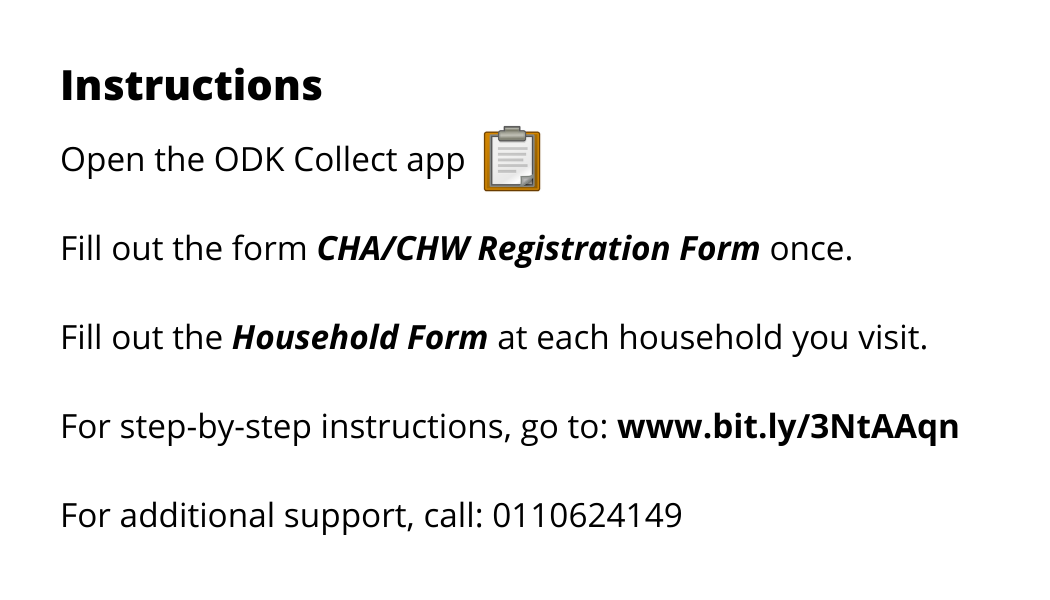 Instructions
Open the ODK Collect app
Fill out the form CHA/CHW Registration Form once.
Fill out the Household Form at each household you visit.
For step-by-step instructions, go to: www.bit.ly/3NtAAqn
For additional support, call: 0110624149